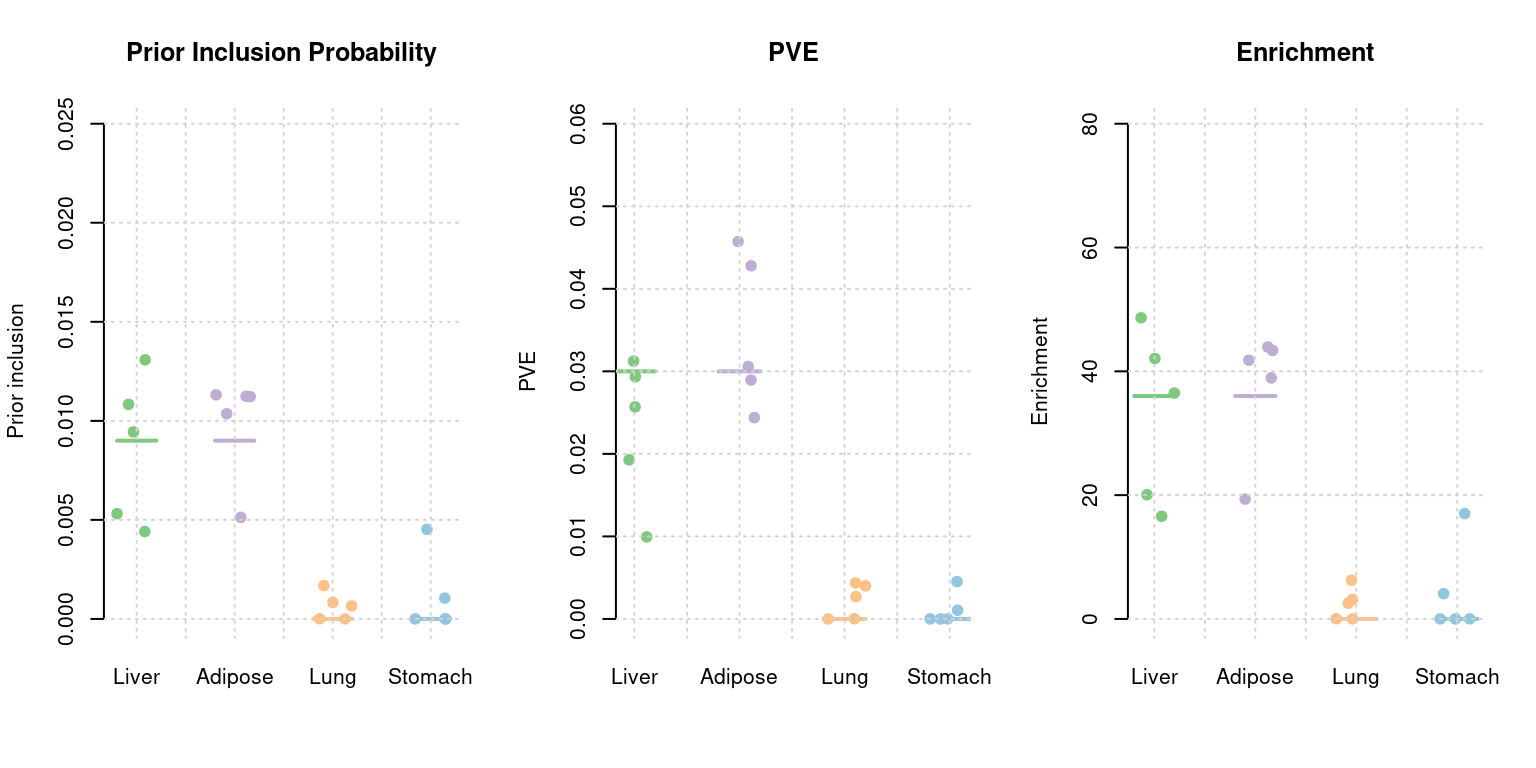 Prior Inclusion Probability
Prior inclusion
0.025
0.020
0.015
0.010
0.005
0.000
Liver Adipose Lung Stomach
PVE
PVE
0.06
0.05
0.04
0.03
0.02
0.01
0.00
Liver Adipose Lung Stomach
Enrichment
Enrichment
80
60
40
20
0
Liver Adipose Lung Stomach